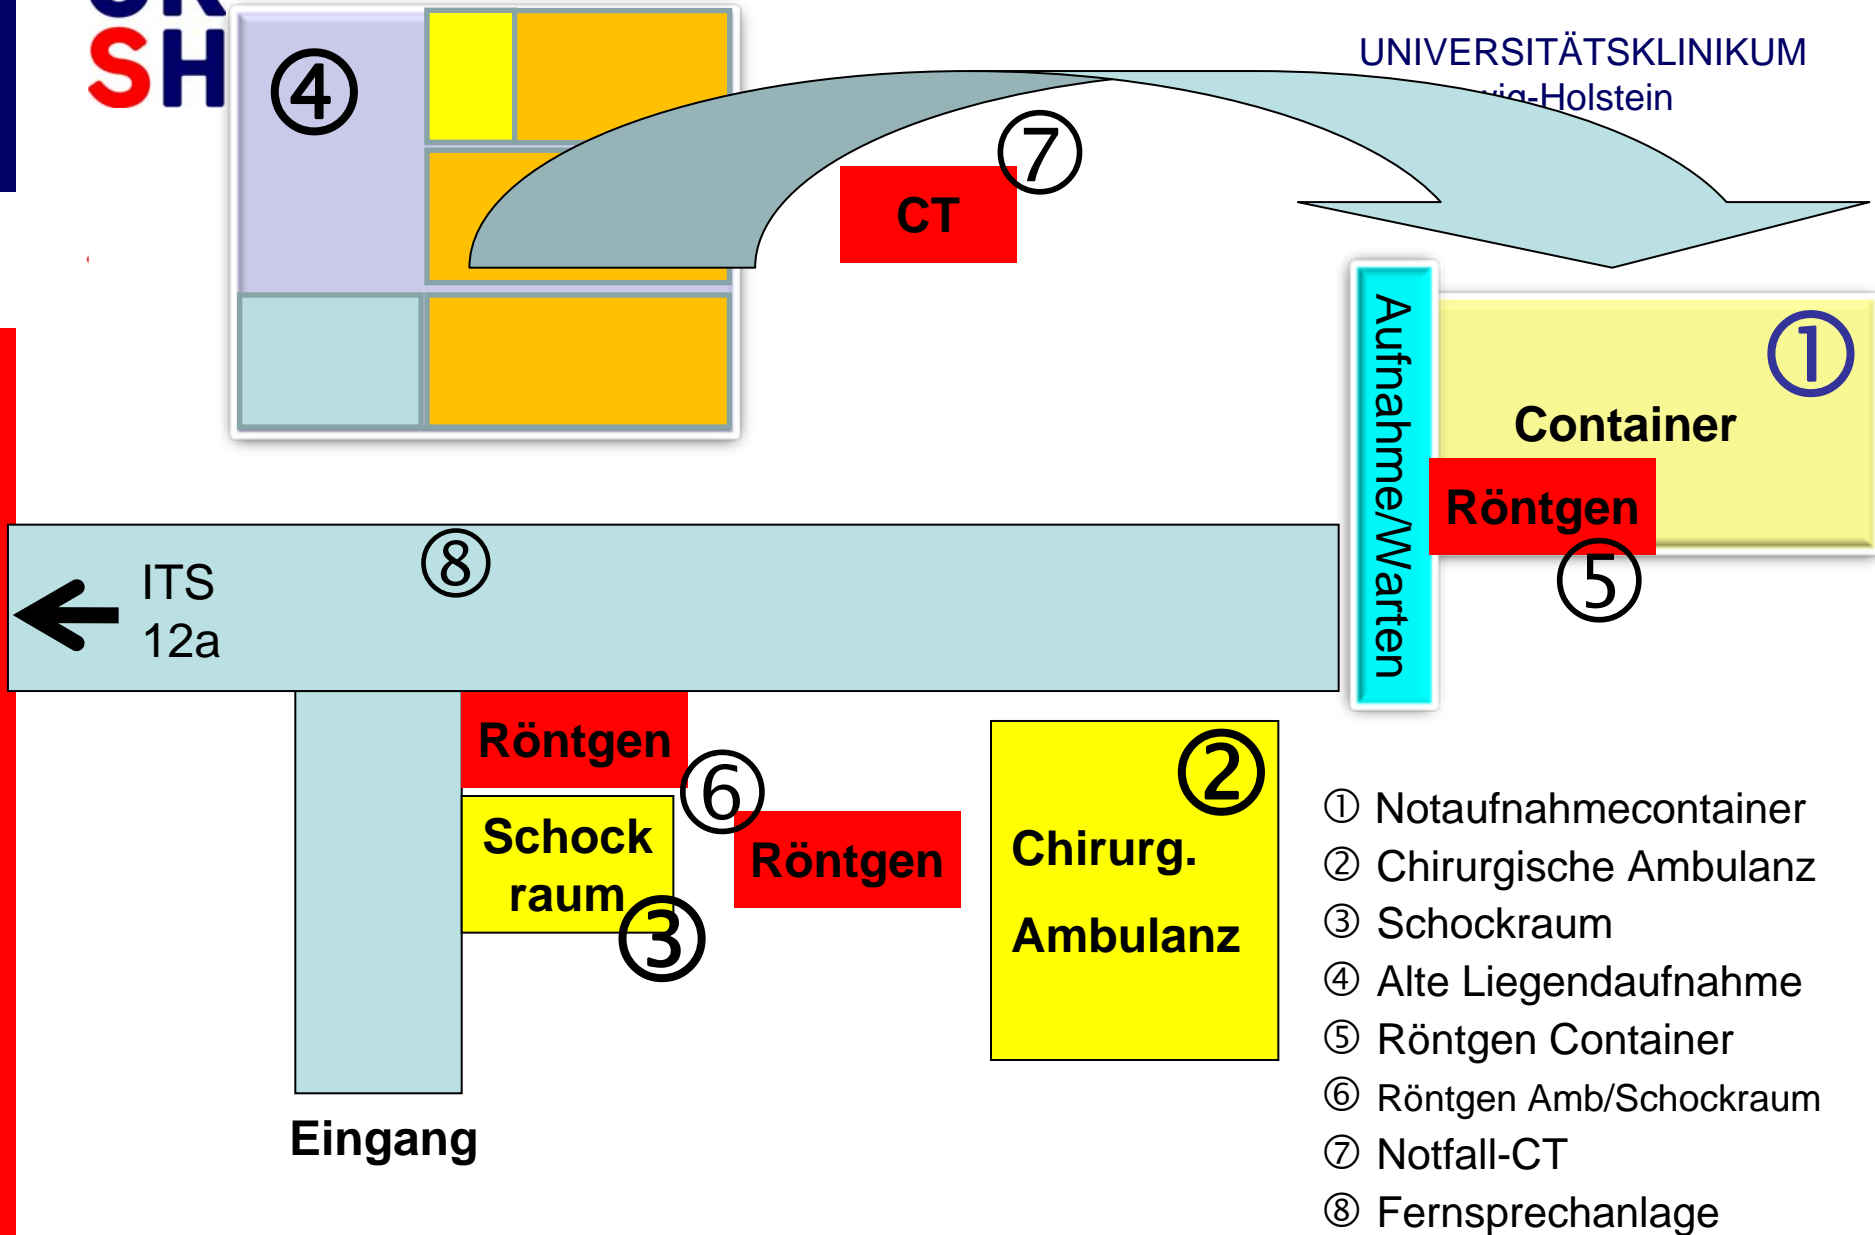 SH
UNIVERSITÄTSKLINIKUM
④
⑦
CT
Aufnahme/Warten
①
Container
Röntgen
⑤
⑧
ITS
12a
Röntgen
⑥
Schock
raum
③
Röntgen
②
Chirurg.
Ambulanz
Eingang
① Notaufnahmecontainer
② Chirurgische Ambulanz
③ Schockraum
④ Alte Liegendaufnahme
⑤ Röntgen Container
⑥ Röntgen Amb/Schockraum
⑦ Notfall-CT
⑧ Fernsprechanlage